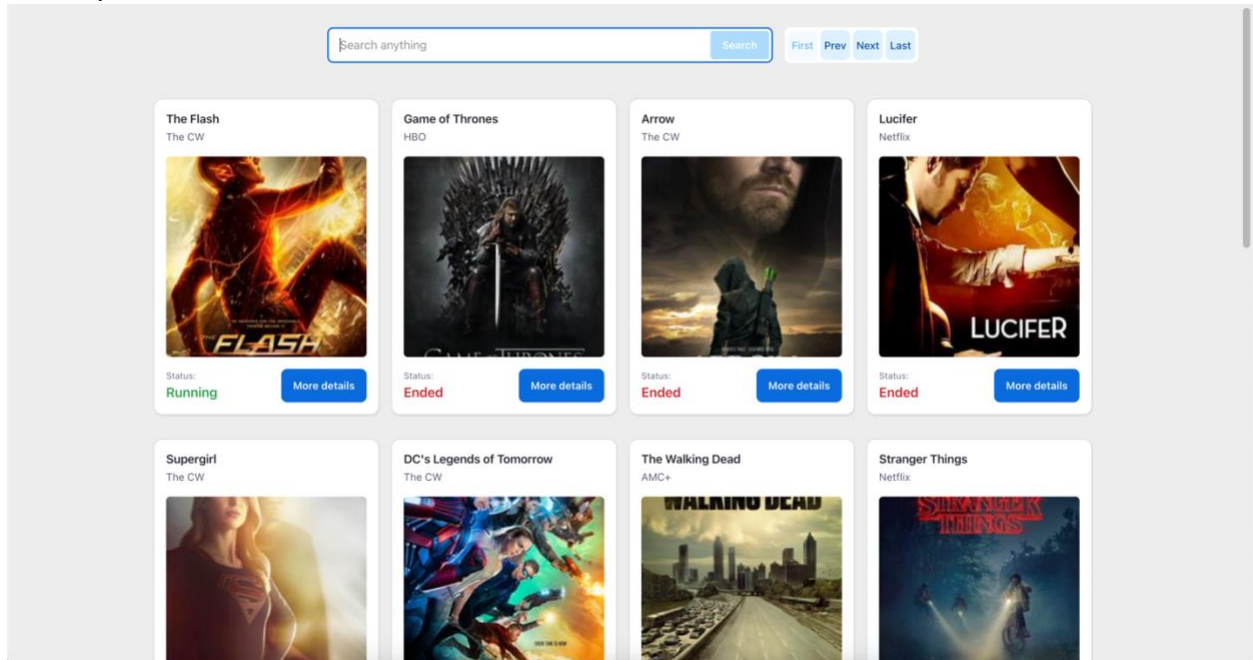 Search anything Search First Prev Next Last
The Flash
The CW
FLASH
Status:
Running
More details
Game of Thrones
HBO
GAME OF THRONES
Status:
Ended
More details
Arrow
The CW
Status:
Ended
More details
Lucifer
Netflix
LUCIFER
Status:
Ended
More details
Supergirl
The CW
DC's Legends of Tomorrow
The CW
The Walking Dead
AMC+
WALKING DEAD
Stranger Things
Netflix
STRANGER
THINGS